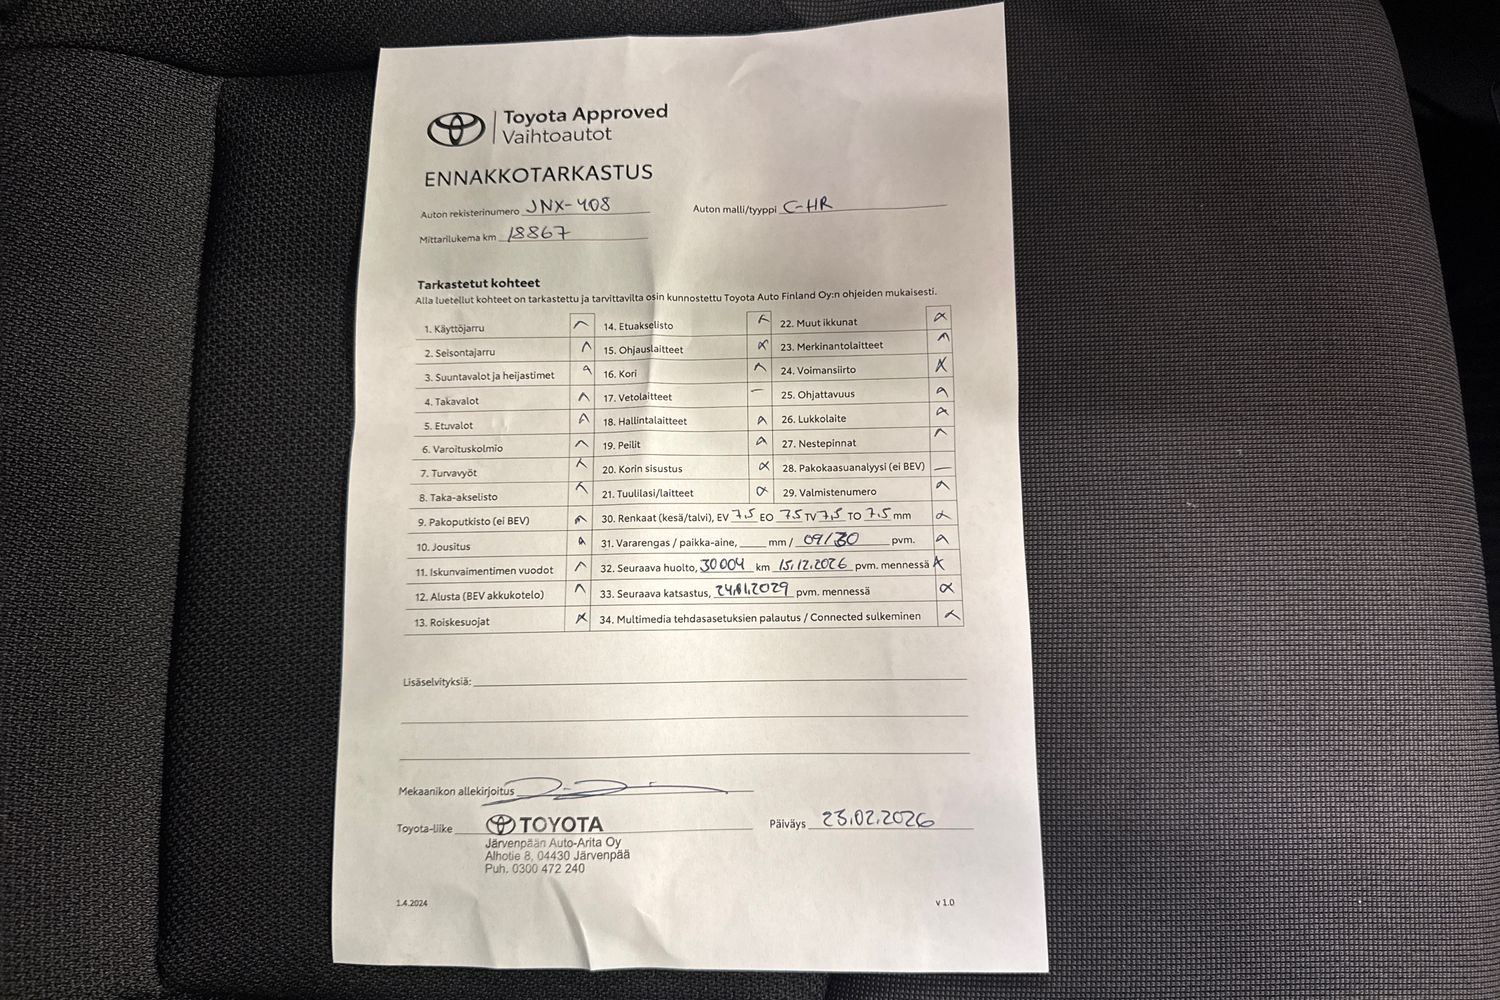 Toyota Approved
Vaihtoautot
ENNAKKOTARKASTUS
Auton rekisterinumero JNX-408 Auton malli/tyyppi C-HR
Mittarilukema km 18867
Tarkastetut kohteet
Alla luetellut kohteet on tarkastettu ja tarvittavilta osin kunnostettu Toyota Auto Finland Oy:n ohjeiden mukaisesti.
1. Käyttöjarru 14. Etuakselisto 22. Muut ikkunat
2. Seisontajarru 15. Ohjauslaitteet 23. Merkinantolaitteet
3. Suuntavalot ja heijastimet 16. Kori 24. Voimansiirto
4. Takavalot 17. Vetolaitteet — 25. Ohjattavuus
5. Etuvalot 18. Hallintalaitteet 26. Lukkolaite
6. Varoituskolmio 19. Peilit 27. Nestepinnat
7. Turvavyöt 20. Korin sisustus 28. Pakokaasuanalyysi (ei BEV) —
8. Taka-akselisto 21. Tuulilasi/laitteet 29. Valmistenumero
9. Pakoputkisto (ei BEV) 30. Renkaat (kesä/talvi), EV 7.5 EO 7.5 TV 7.5 TO 7.5 mm
10. Jousitus 31. Vararengas / paikka-aine, mm / 09/30 pvm.
11. Iskunvaimentimen vuodot 32. Seuraava huolto, 30004 km 15.12.2026 pvm. mennessä
12. Alusta (BEV akkukotelo) 33. Seuraava katsastus, 24.01.2029 pvm. mennessä
13. Roiskesuojat 34. Multimedia tehdasasetuksien palautus / Connected sulkeminen
Lisäselvityksiä:
Mekaanikon allekirjoitus
Toyota-liike TOYOTA Päiväys 23.02.2026
Järvenpään Auto-Arita Oy
Alhotie 8, 04430 Järvenpää
Puh. 0300 472 240
1.4.2024 v 1.0